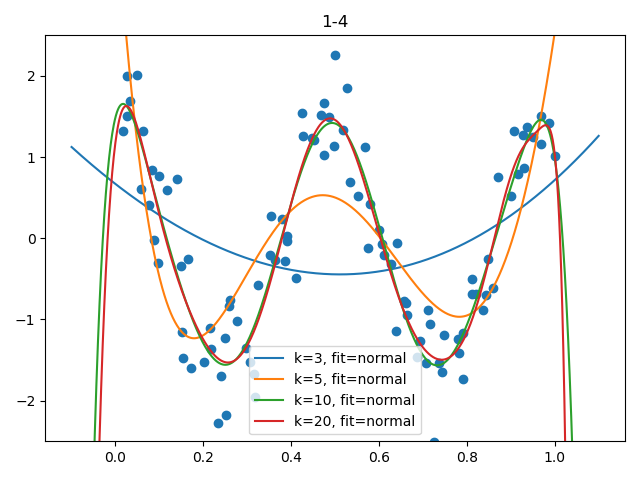 1-4
2
1
0
−1
−2
k=3, fit=normal
k=5, fit=normal
k=10, fit=normal
k=20, fit=normal
0.0 0.2 0.4 0.6 0.8 1.0